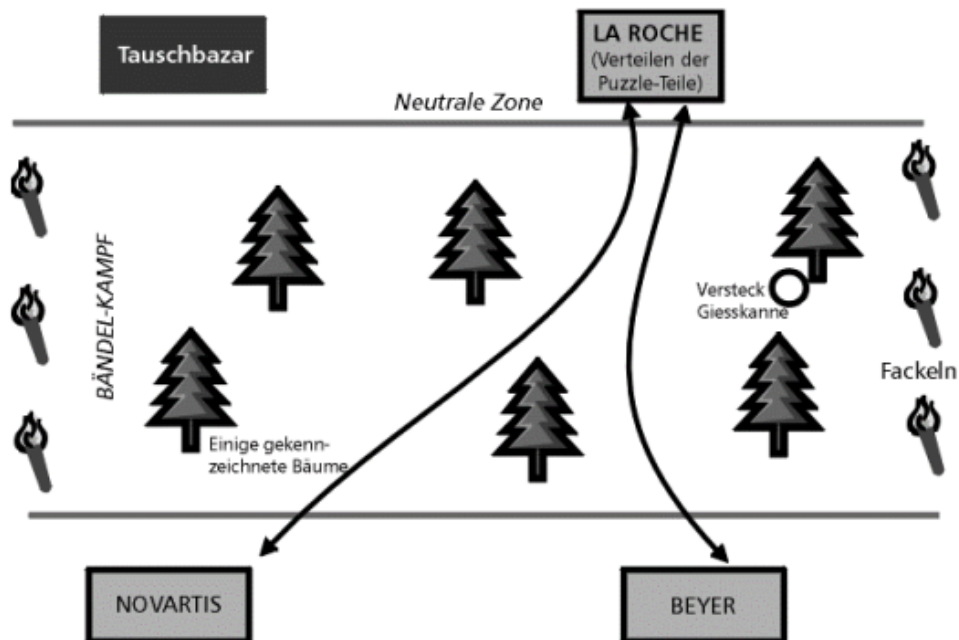 Tauschbazar
LA ROCHE
(Verteilen der
Puzzle-Teile)
Neutrale Zone
BÄNDEL-KAMPF
Versteck
Giesskanne
Fackeln
Einige gekenn-
zeichnete Bäume
NOVARTIS
BEYER